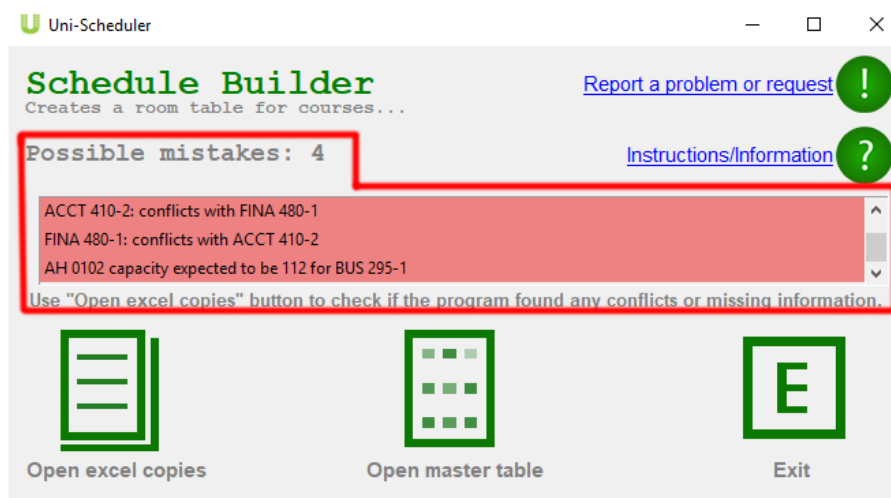 Uni-Scheduler
Schedule Builder
Creates a room table for courses...
Report a problem or request
!
Possible mistakes: 4
Instructions/Information
?
ACCT 410-2: conflicts with FINA 480-1
FINA 480-1: conflicts with ACCT 410-2
AH 0102 capacity expected to be 112 for BUS 295-1
Use "Open excel copies" button to check if the program found any conflicts or missing information.
E
Open excel copies
Open master table
Exit